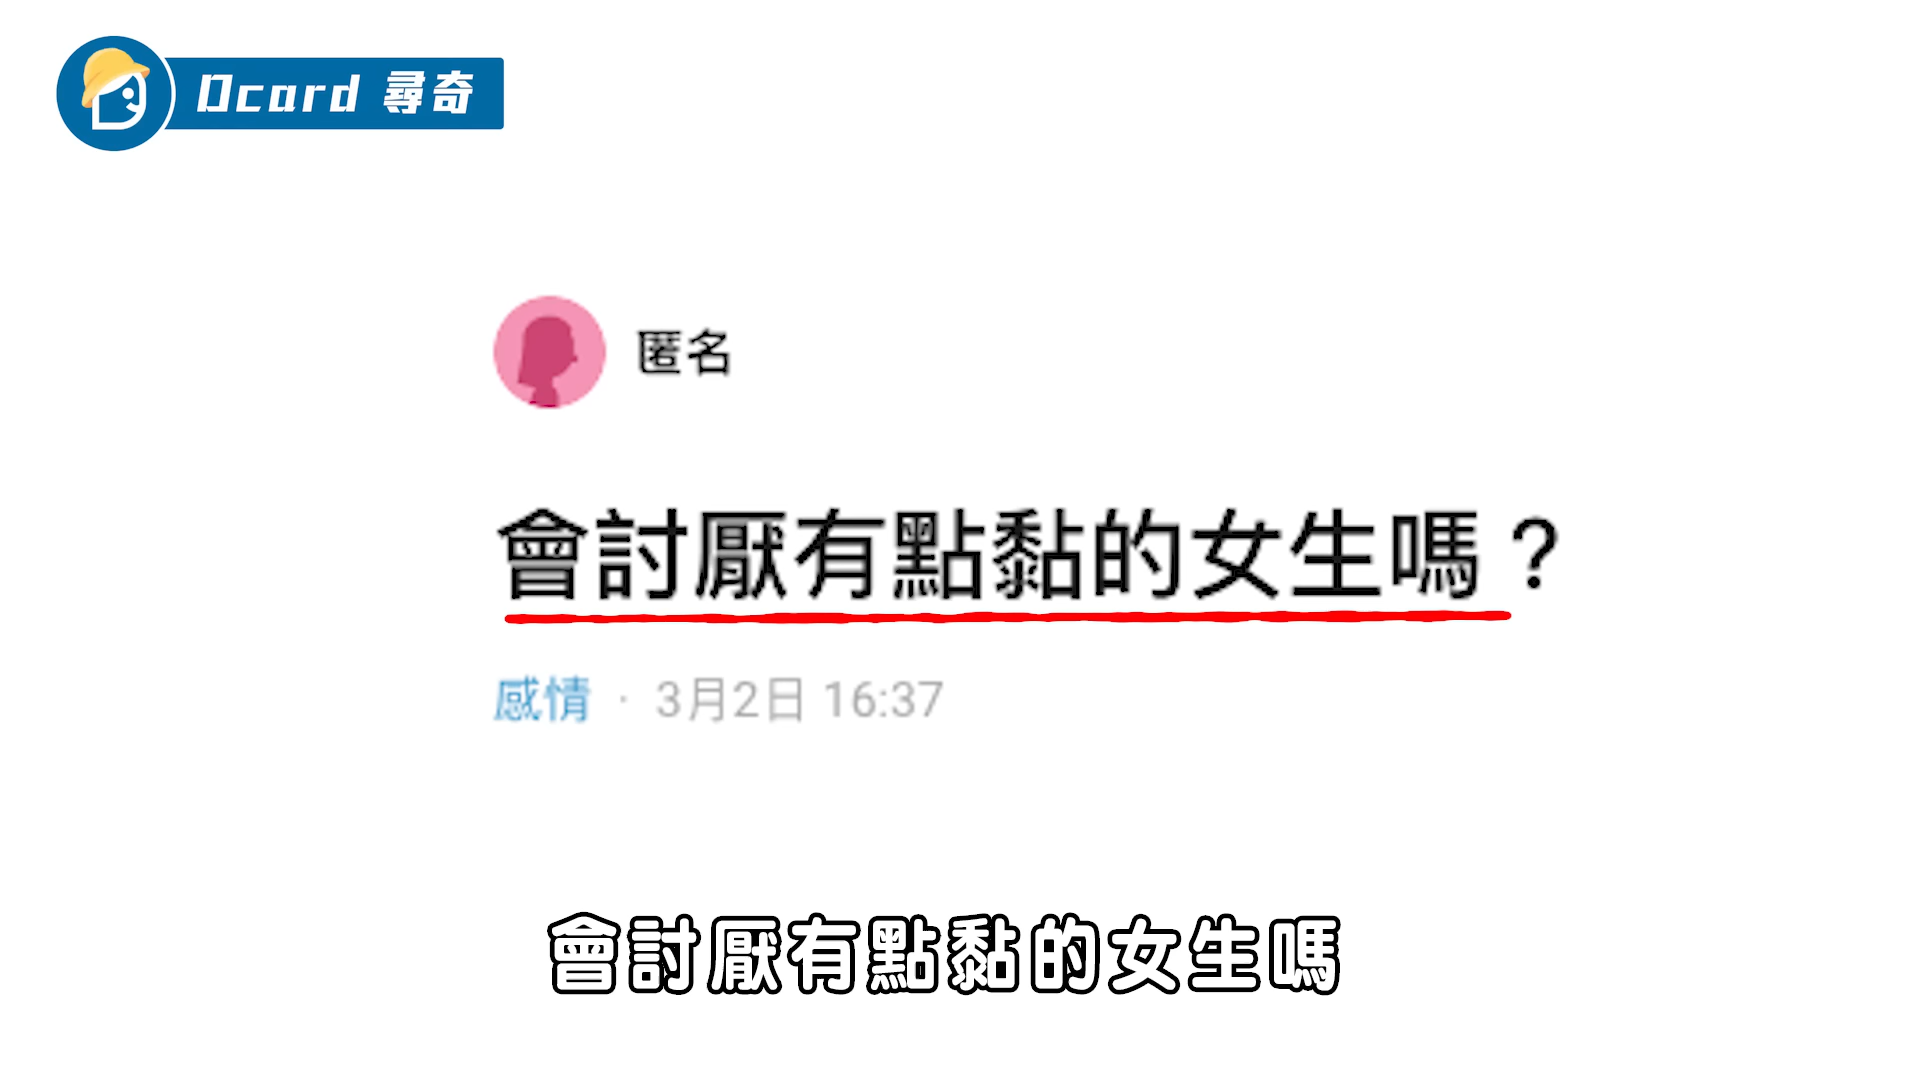 Dcard 尋奇
匿名
會討厭有點黏的女生嗎？
感情 · 3月2日 16:37
會討厭有點黏的女生嗎